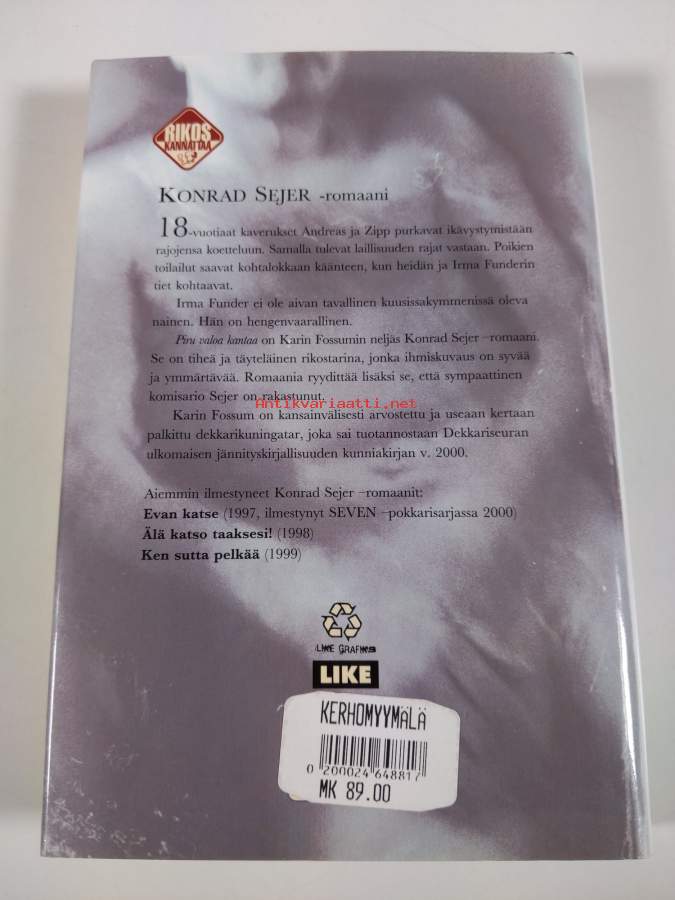 RIKOS
KANNATTAA
KONRAD SEJER -romaani
18-vuotiaat kaverukset Andreas ja Zipp purkavat ikävystymistään
rajojensa koetteluun. Samalla tulevat laillisuuden rajat vastaan. Poikien
toilailut saavat kohtalokkaan käänteen, kun heidän ja Irma Funderin
tiet kohtaavat.
Irma Funder ei ole aivan tavallinen kuusissakymmenissä oleva
nainen. Hän on hengenvaarallinen.
Piru valoa kantaa on Karin Fossumin neljäs Konrad Sejer –romaani.
Se on tiheä ja täyteläinen rikostarina, jonka ihmiskuvaus on syvää
ja ymmärtävää. Romaania ryydittää lisäksi se, että sympaattinen
komisario Sejer on rakastunut.
Antikvariaatti.net
Karin Fossum on kansainvälisesti arvostettu ja useaan kertaan
palkittu dekkarikuningatar, joka sai tuotannostaan Dekkariseuran
ulkomaisen jännityskirjallisuuden kunniakirjan v. 2000.
Aiemmin ilmestyneet Konrad Sejer –romaanit:
Evan katse (1997, ilmestynyt SEVEN –pokkarisarjassa 2000)
Älä katso taaksesi! (1998)
Ken sutta pelkää (1999)
LIKE GRAFIIKS
LIKE
KERHOMYYMÄLÄ
0 200024 648817
MK 89.00